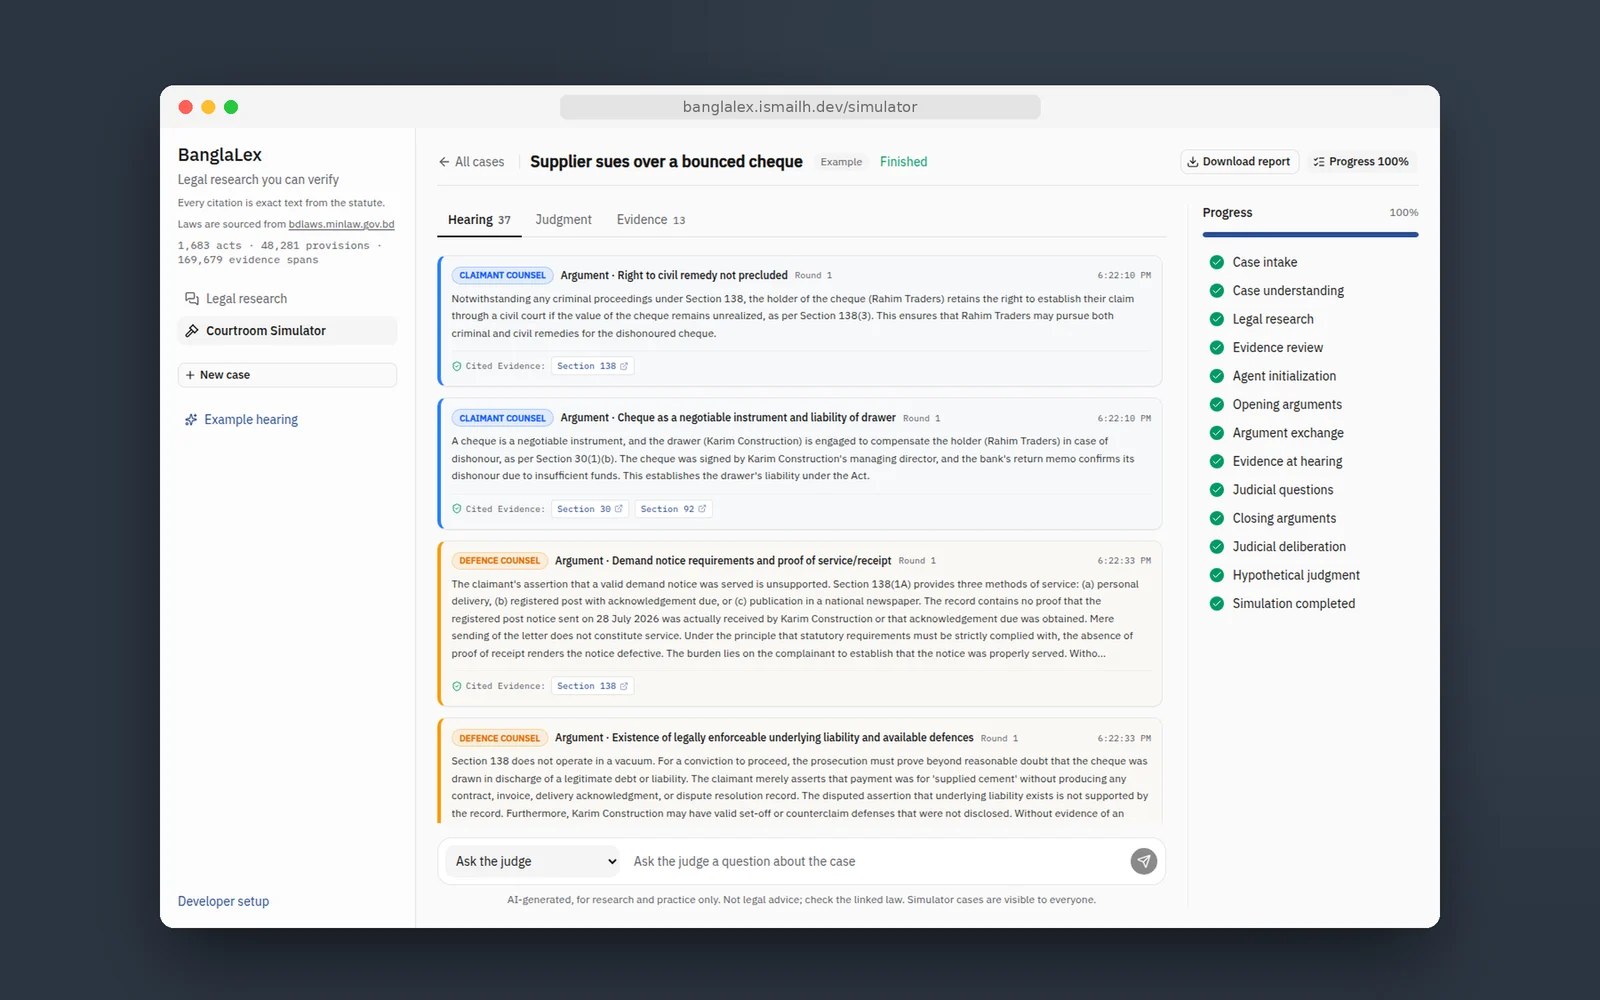 banglalex.ismailh.dev/simulator
BanglaLex
Legal research you can verify
Every citation is exact text from the statute.
Laws are sourced from bdlaws.minlaw.gov.bd
1,683 acts · 48,281 provisions ·
169,679 evidence spans
Legal research
Courtroom Simulator
+ New case
Example hearing
Developer setup
← All cases
Supplier sues over a bounced cheque
Example
Finished
Download report
Progress 100%
Hearing 37
Judgment
Evidence 13
CLAIMANT COUNSEL Argument · Right to civil remedy not precluded Round 1 6:22:10 PM
Notwithstanding any criminal proceedings under Section 138, the holder of the cheque (Rahim Traders) retains the right to establish their claim
through a civil court if the value of the cheque remains unrealized, as per Section 138(3). This ensures that Rahim Traders may pursue both
criminal and civil remedies for the dishonoured cheque.
Cited Evidence: Section 138
CLAIMANT COUNSEL Argument · Cheque as a negotiable instrument and liability of drawer Round 1 6:22:10 PM
A cheque is a negotiable instrument, and the drawer (Karim Construction) is engaged to compensate the holder (Rahim Traders) in case of
dishonour, as per Section 30(1)(b). The cheque was signed by Karim Construction's managing director, and the bank's return memo confirms its
dishonour due to insufficient funds. This establishes the drawer's liability under the Act.
Cited Evidence: Section 30 Section 92
DEFENCE COUNSEL Argument · Demand notice requirements and proof of service/receipt Round 1 6:22:33 PM
The claimant's assertion that a valid demand notice was served is unsupported. Section 138(1A) provides three methods of service: (a) personal
delivery, (b) registered post with acknowledgement due, or (c) publication in a national newspaper. The record contains no proof that the
registered post notice sent on 28 July 2026 was actually received by Karim Construction or that acknowledgement due was obtained. Mere
sending of the letter does not constitute service. Under the principle that statutory requirements must be strictly complied with, the absence of
proof of receipt renders the notice defective. The burden lies on the complainant to establish that the notice was properly served. Witho...
Cited Evidence: Section 138
DEFENCE COUNSEL Argument · Existence of legally enforceable underlying liability and available defences Round 1 6:22:33 PM
Section 138 does not operate in a vacuum. For a conviction to proceed, the prosecution must prove beyond reasonable doubt that the cheque was
drawn in discharge of a legitimate debt or liability. The claimant merely asserts that payment was for 'supplied cement' without producing any
contract, invoice, delivery acknowledgment, or dispute resolution record. The disputed assertion that underlying liability exists is not supported by
the record. Furthermore, Karim Construction may have valid set-off or counterclaim defenses that were not disclosed. Without evidence of an
Ask the judge
Ask the judge a question about the case
AI-generated, for research and practice only. Not legal advice; check the linked law. Simulator cases are visible to everyone.
Progress 100%
Case intake
Case understanding
Legal research
Evidence review
Agent initialization
Opening arguments
Argument exchange
Evidence at hearing
Judicial questions
Closing arguments
Judicial deliberation
Hypothetical judgment
Simulation completed